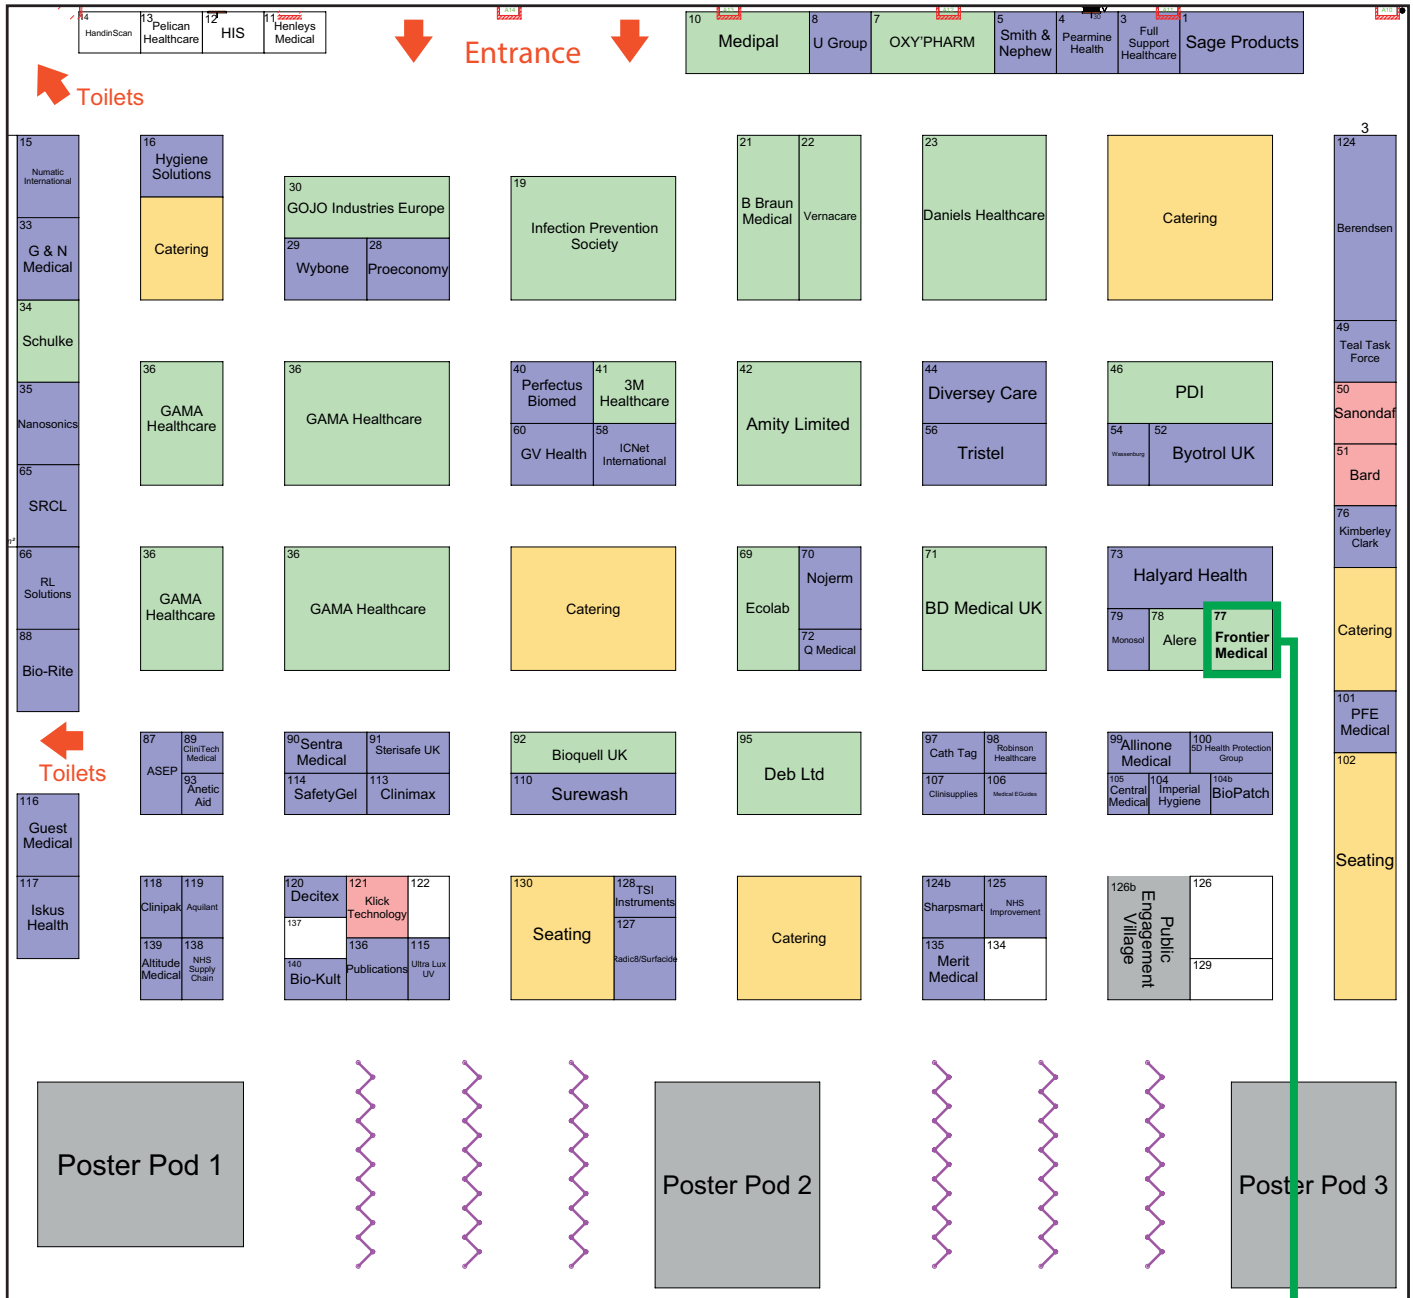 14
HandinScan
13
Pelican
Healthcare
12
HIS
11
Henleys
Medical
A14
Entrance
10
Medipal
A13
8
U Group
7
OXY'PHARM
A12
5
Smith &
Nephew
4
30
Pearmine
Health
3
Full
Support
Healthcare
A11
1
Sage Products
A10
Toilets
15
Numatic
International
33
G & N
Medical
34
Schulke
35
Nanosonics
65
SRCL
66
RL
Solutions
88
Bio-Rite
16
Hygiene
Solutions
Catering
30
GOJO Industries Europe
29
Wybone
28
Proeconomy
19
Infection Prevention
Society
21
B Braun
Medical
22
Vernacare
23
Daniels Healthcare
Catering
3
124
Berendsen
49
Teal Task
Force
50
Sanondaf
51
Bard
76
Kimberley
Clark
Catering
101
PFE
Medical
102
Seating
36
GAMA
Healthcare
36
GAMA Healthcare
40
Perfectus
Biomed
41
3M
Healthcare
60
GV Health
58
ICNet
International
42
Amity Limited
44
Diversey Care
56
Tristel
46
PDI
54
Wassenburg
52
Byotrol UK
36
GAMA
Healthcare
36
GAMA Healthcare
Catering
69
Ecolab
70
Nojerm
72
Q Medical
71
BD Medical UK
73
Halyard Health
79
Monosol
78
Alere
77
Frontier
Medical
Toilets
87
ASEP
89
CliniTech
Medical
93
Anetic
Aid
90
Sentra
Medical
91
Sterisafe UK
114
SafetyGel
113
Clinimax
92
Bioquell UK
110
Surewash
95
Deb Ltd
97
Cath Tag
98
Robinson
Healthcare
107
Clinisupplies
106
Medical EGuides
99
Allinone
Medical
100
5D Health Protection
Group
105
Central
Medical
104
Imperial
Hygiene
104b
BioPatch
116
Guest
Medical
117
Iskus
Health
118
Clinipak
119
Aquilant
139
Altitude
Medical
138
NHS
Supply
Chain
120
Decitex
121
Klick
Technology
122
137
140
Bio-Kult
136
Publications
115
Ultra Lux
UV
130
Seating
128
TSI
Instruments
127
Radic8/Surfacide
Catering
124b
Sharpsmart
125
NHS
Improvement
135
Merit
Medical
134
126b
Public
Engagement
Village
126
129
Poster Pod 1
Poster Pod 2
Poster Pod 3